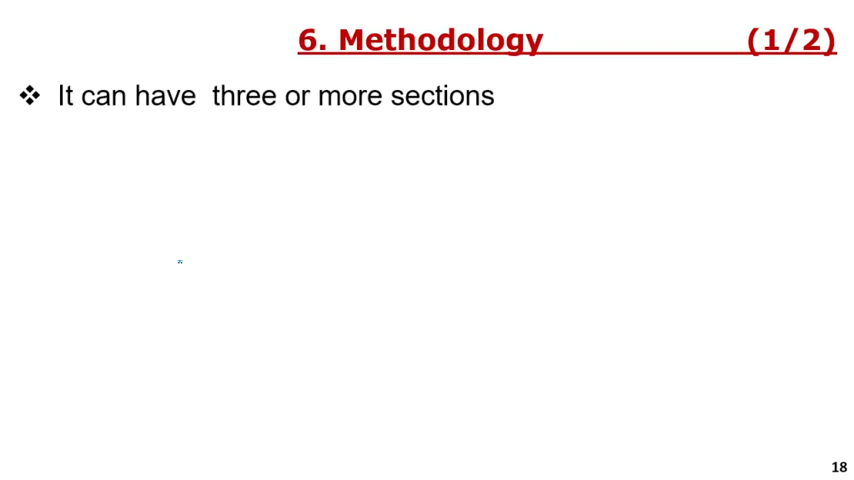 6. Methodology (1/2)
❖ It can have three or more sections
18